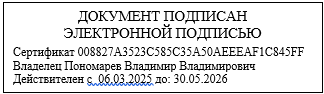 ДОКУМЕНТ ПОДПИСАН
ЭЛЕКТРОННОЙ ПОДПИСЬЮ
Сертификат 008827A3523C585C35A50AEEEAF1C845FF
Владелец Пономарев Владимир Владимирович
Действителен с 06.03.2025 до: 30.05.2026